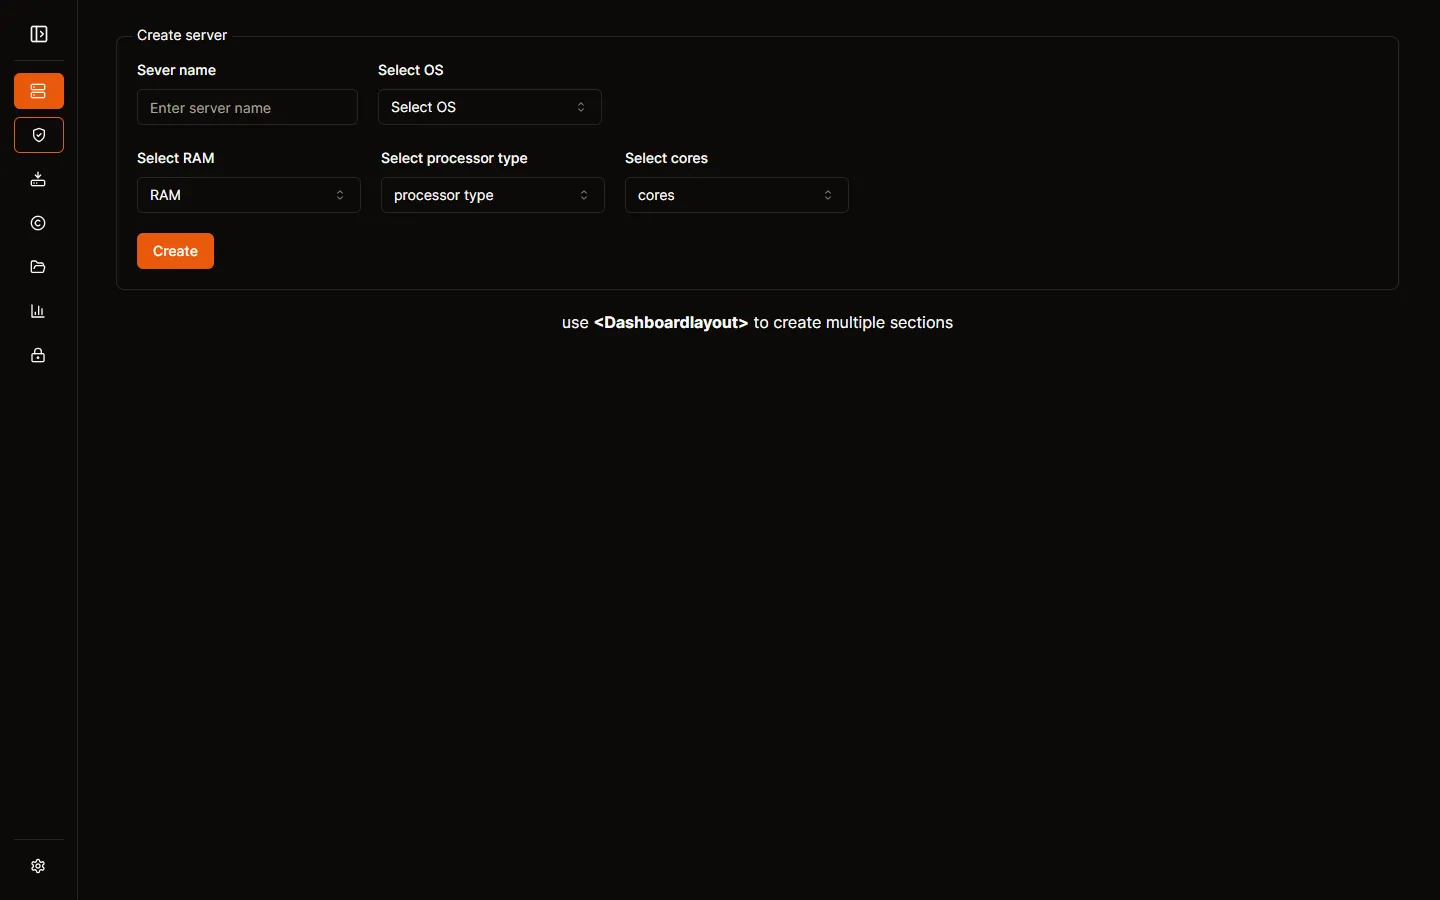 Create server
Sever name
Select OS
Enter server name
Select OS
Select RAM
Select processor type
Select cores
RAM
processor type
cores
Create
use <Dashboardlayout> to create multiple sections